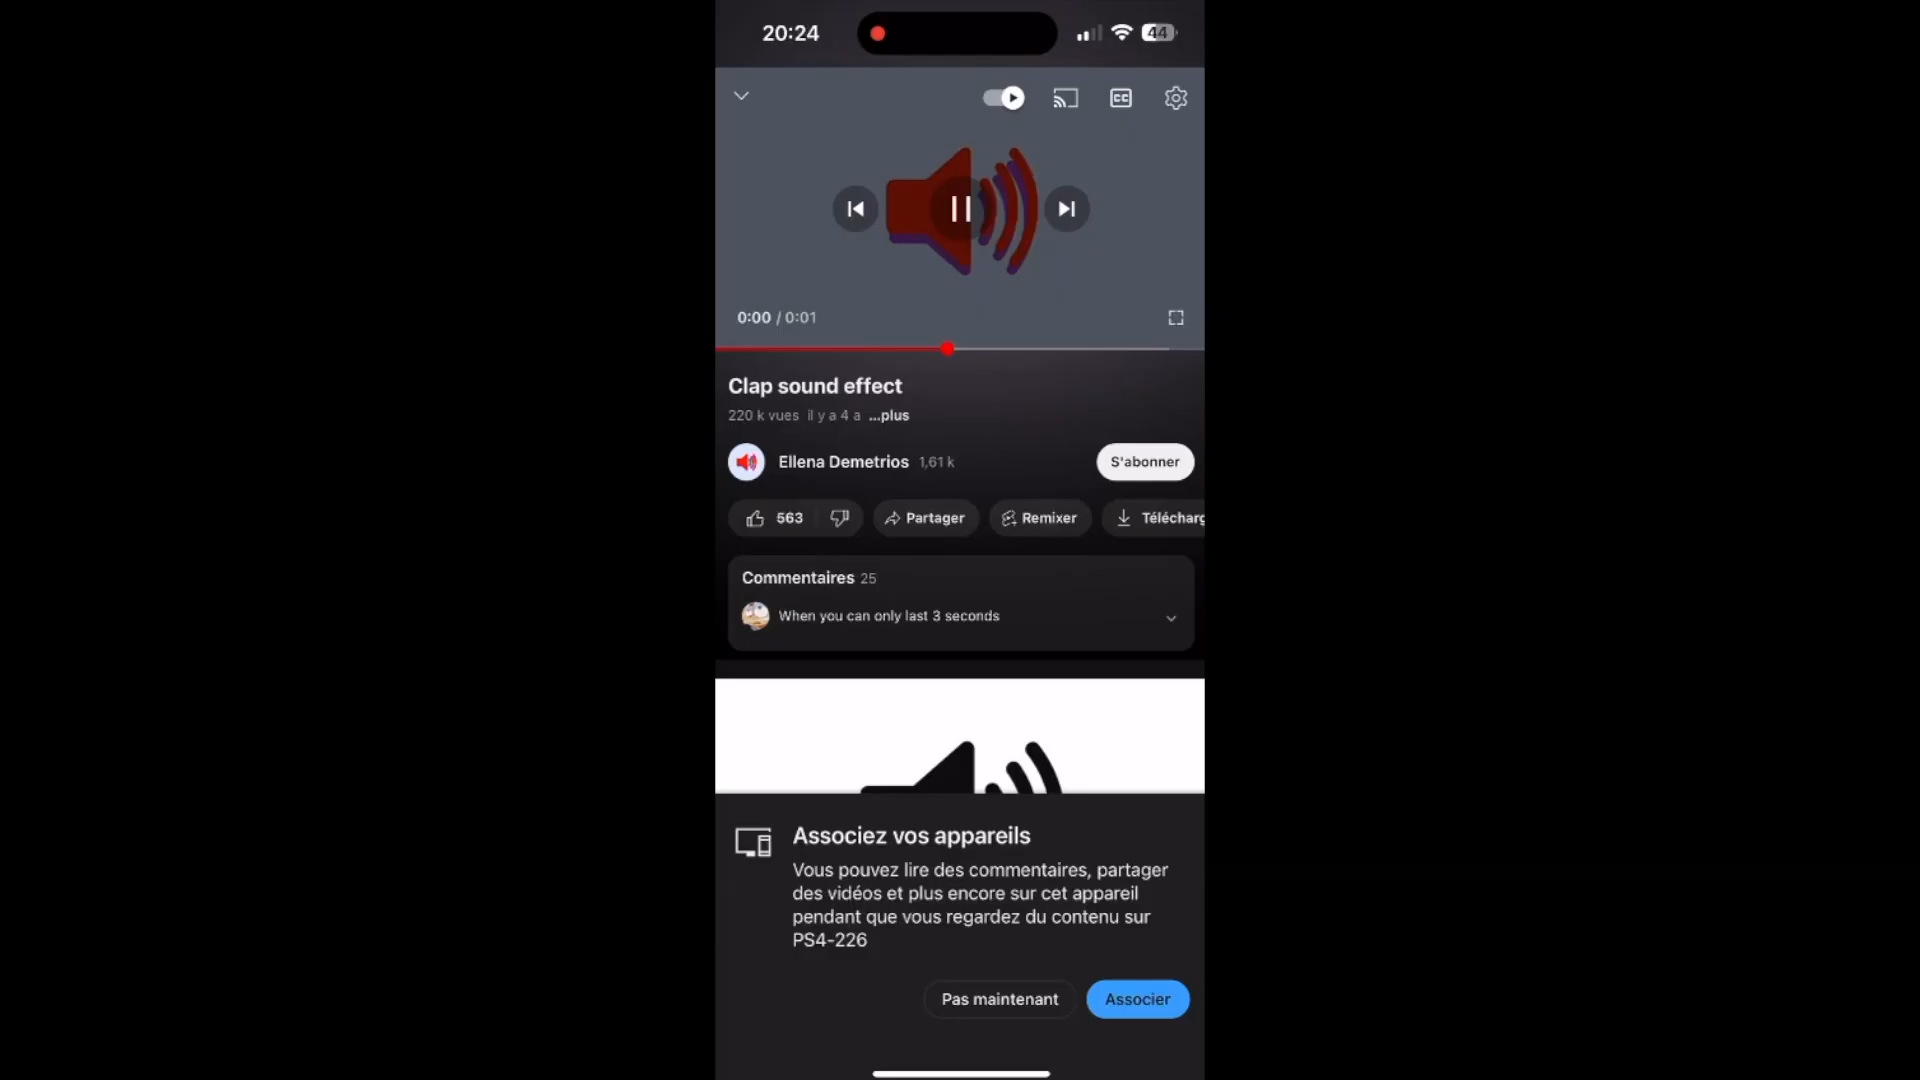 20:24
44
CC
0:00 / 0:01
Clap sound effect
220 k vues il y a 4 a ...plus
Ellena Demetrios 1,61 k
S'abonner
563
Partager
Remixer
Télécharg
Commentaires 25
When you can only last 3 seconds
Associez vos appareils
Vous pouvez lire des commentaires, partager
des vidéos et plus encore sur cet appareil
pendant que vous regardez du contenu sur
PS4-226
Pas maintenant
Associer